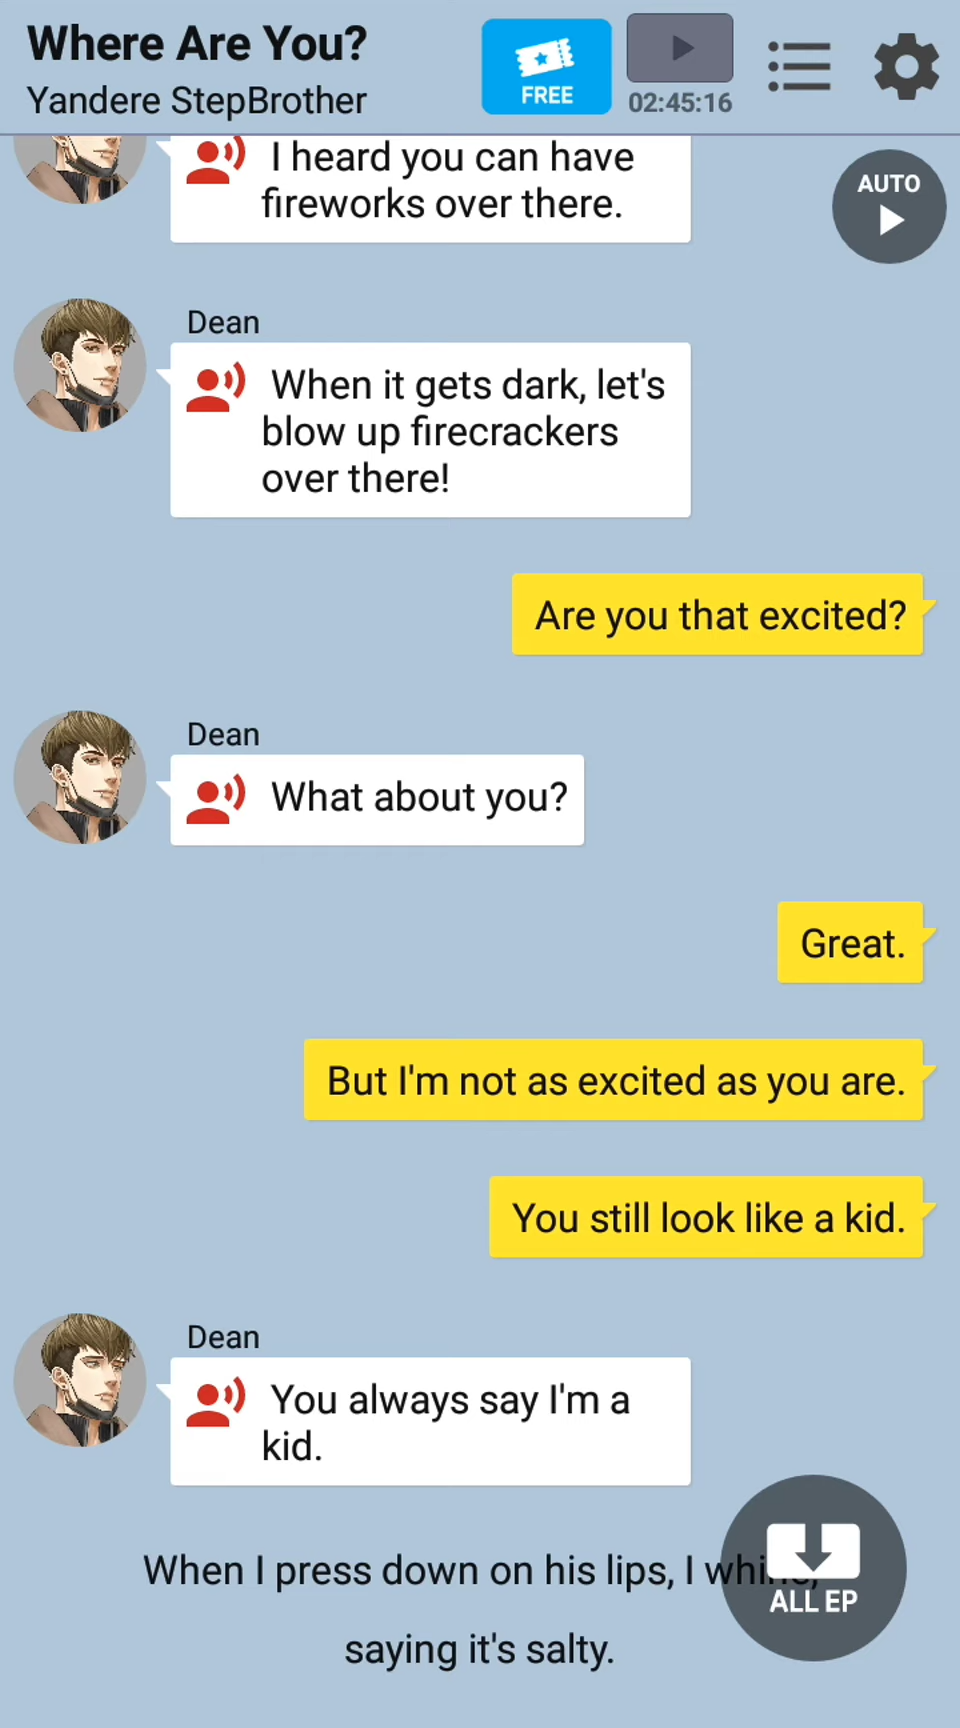 Where Are You?
Yandere StepBrother
FREE
02:45:16
AUTO
I heard you can have
fireworks over there.
Dean
When it gets dark, let's
blow up firecrackers
over there!
Are you that excited?
Dean
What about you?
Great.
But I'm not as excited as you are.
You still look like a kid.
Dean
You always say I'm a
kid.
When I press down on his lips, I
saying it's salty.
ALL EP